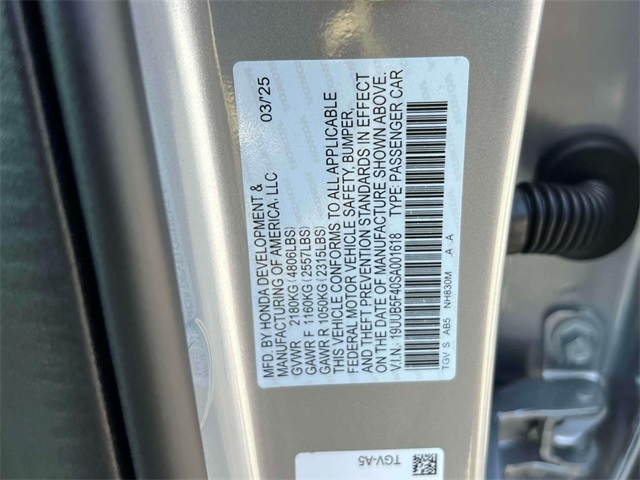 MFD. BY HONDA DEVELOPMENT & 03/'25
MANUFACTURING OF AMERICA, LLC
GVWR 2180KG(4806LBS)
GAWR F 1160KG(2557LBS)
GAWR R 1050KG(2315LBS)
THIS VEHICLE CONFORMS TO ALL APPLICABLE
FEDERAL MOTOR VEHICLE SAFETY, BUMPER,
AND THEFT PREVENTION STANDARDS IN EFFECT
ON THE DATE OF MANUFACTURE SHOWN ABOVE.
V.I.N. 19UUB5F40SA001618 TYPE: PASSENGER CAR
TGV S AB5 NH830M A A
TGV-A5